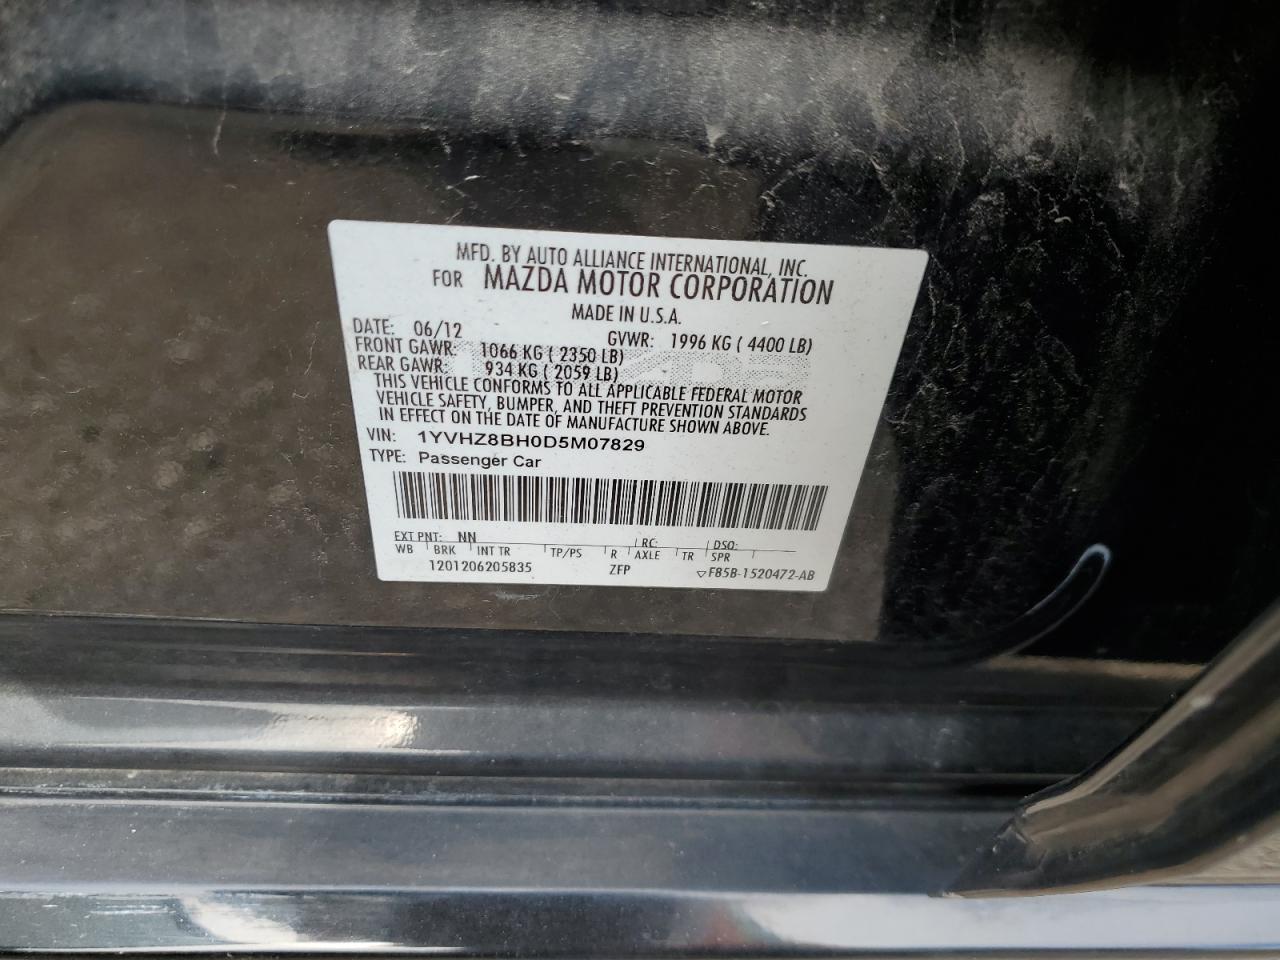 MFD. BY AUTO ALLIANCE INTERNATIONAL, INC.
FOR MAZDA MOTOR CORPORATION
MADE IN U.S.A.
DATE: 06/12 GVWR: 1996 KG ( 4400 LB)
FRONT GAWR: 1066 KG ( 2350 LB)
REAR GAWR: 934 KG ( 2059 LB)
THIS VEHICLE CONFORMS TO ALL APPLICABLE FEDERAL MOTOR
VEHICLE SAFETY, BUMPER, AND THEFT PREVENTION STANDARDS
IN EFFECT ON THE DATE OF MANUFACTURE SHOWN ABOVE.
VIN: 1YVHZ8BH0D5M07829
TYPE: Passenger Car
EXT PNT: NN RC: DSO:
WB BRK INT TR TP/PS R AXLE TR SPR
1201206205835 ZFP F85B-1520472-AB